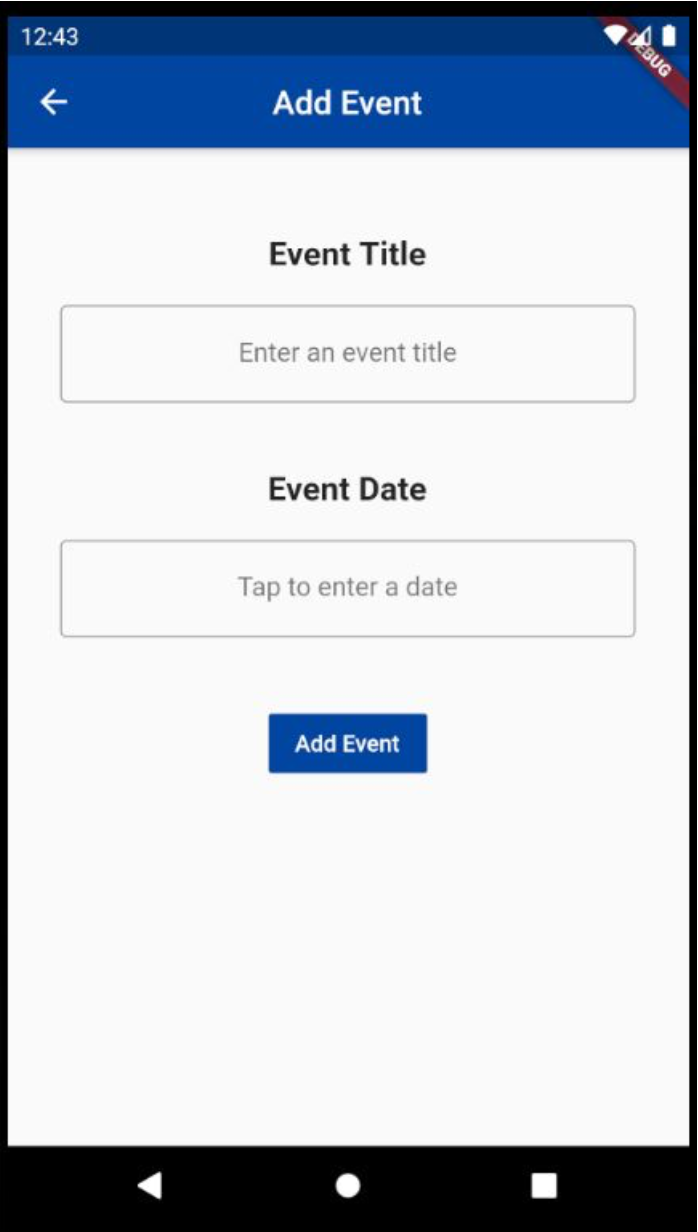 12:43
DEBUG
Add Event
Event Title
Enter an event title
Event Date
Tap to enter a date
Add Event